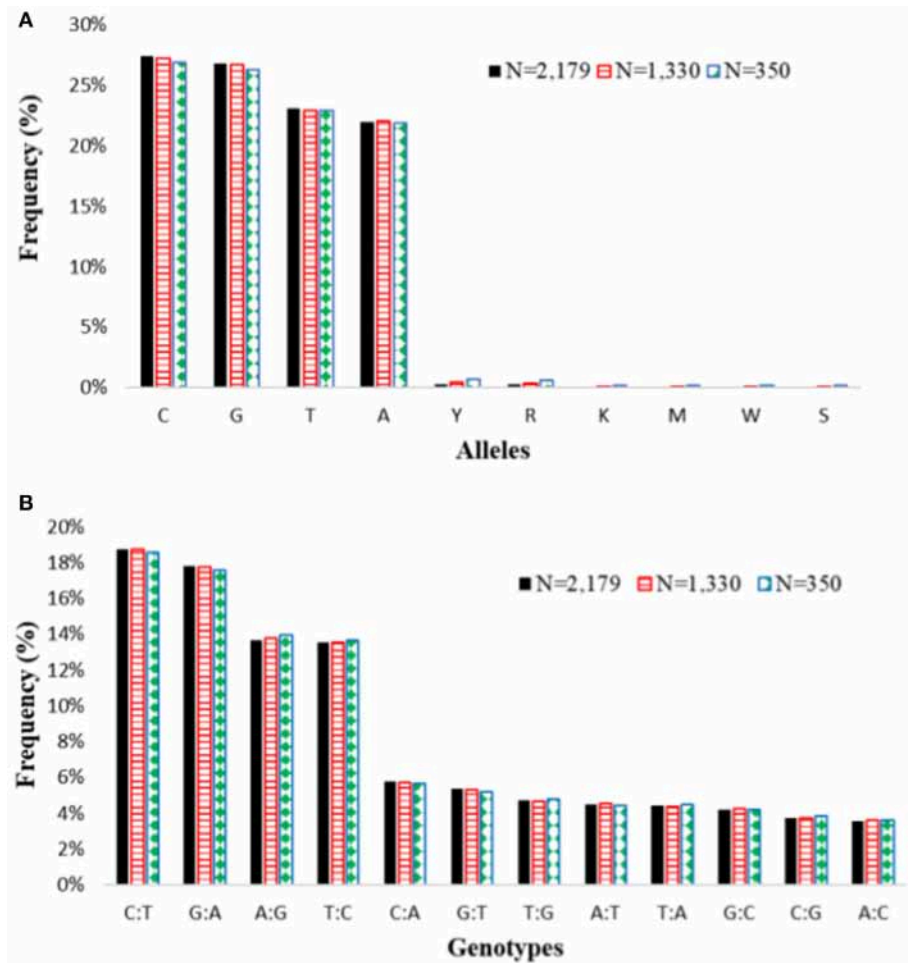 A
30%
25%
20%
15%
10%
5%
0%
Frequency (%)
N=2,179 N=1,330 N=350
C G T A Y R K M W S
Alleles
B
20%
18%
16%
14%
12%
10%
8%
6%
4%
2%
0%
Frequency (%)
N=2,179 N=1,330 N=350
C:T G:A A:G T:C C:A G:T T:G A:T T:A G:C C:G A:C
Genotypes